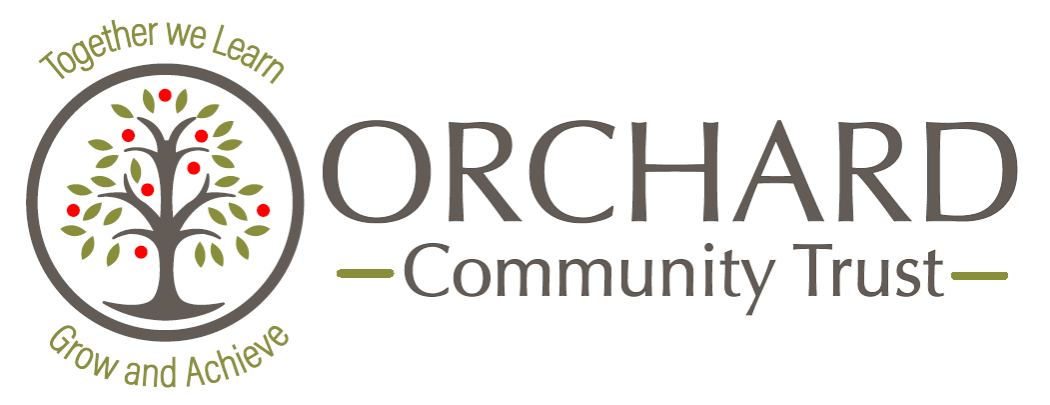 Together we Learn
Grow and Achieve
ORCHARD
Community Trust